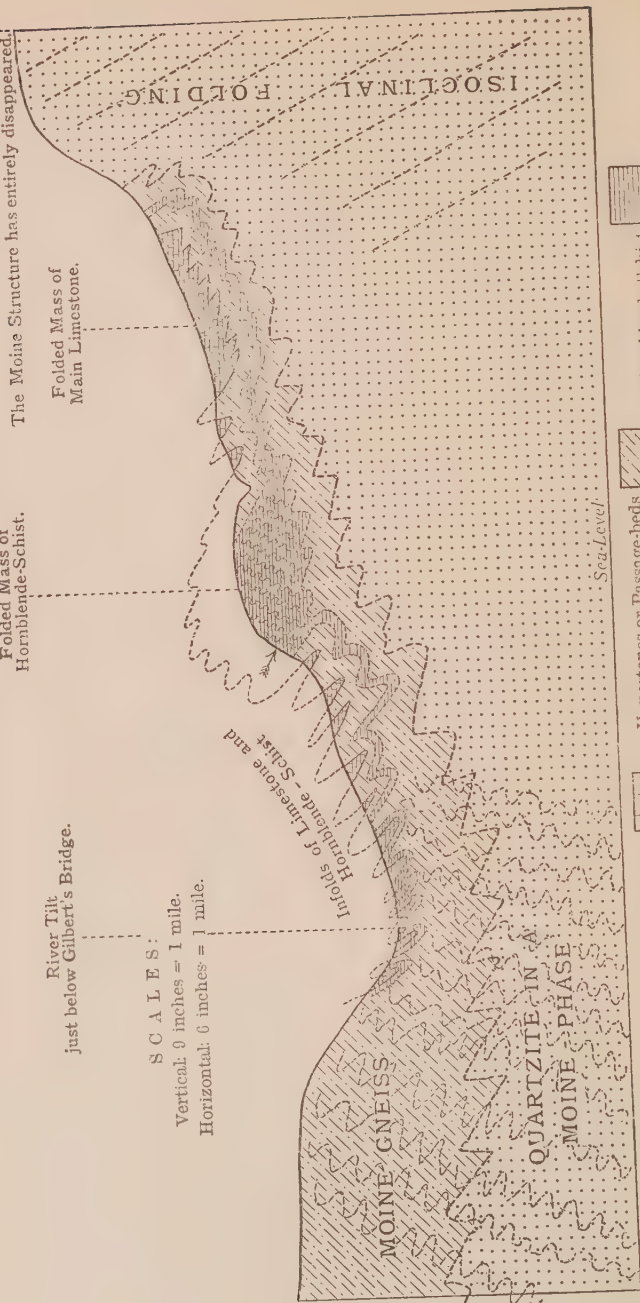 River Tilt
just below Gilbert's Bridge.
SCALES:
Vertical: 9 inches = 1 mile.
Horizontal: 6 inches = 1 mile.
Folded Mass of
Hornblende-Schist.
The Moine Structure has entirely disappeared.
Folded Mass of
Main Limestone.
Infolds of Limestone and
Hornblende - Schist
MOINE GNEISS
QUARTZITE IN A
MOINE PHASE
ISOCLINAL FOLDING
Sea-Level
or Passage-beds